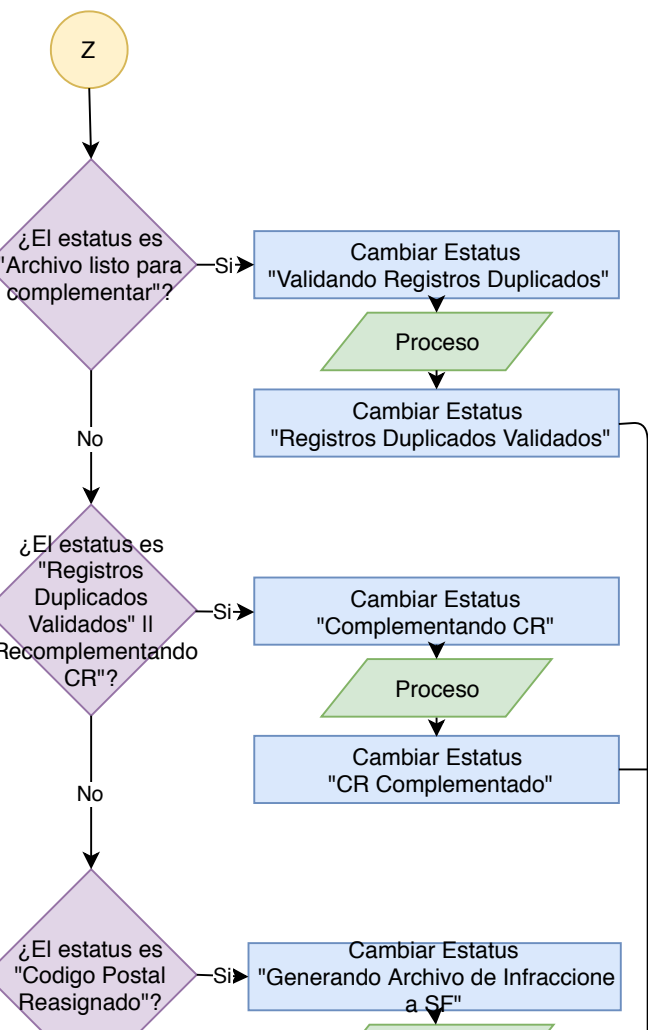 Z
¿El estatus es
"Archivo listo para
complementar"?
Si
Cambiar Estatus
"Validando Registros Duplicados"
Proceso
Cambiar Estatus
"Registros Duplicados Validados"
No
¿El estatus es
"Registros
Duplicados
Validados" ||
Recomplementando
CR"?
Si
Cambiar Estatus
"Complementando CR"
Proceso
Cambiar Estatus
"CR Complementado"
No
¿El estatus es
"Codigo Postal
Reasignado"?
Si
Cambiar Estatus
"Generando Archivo de Infraccione
a SF"